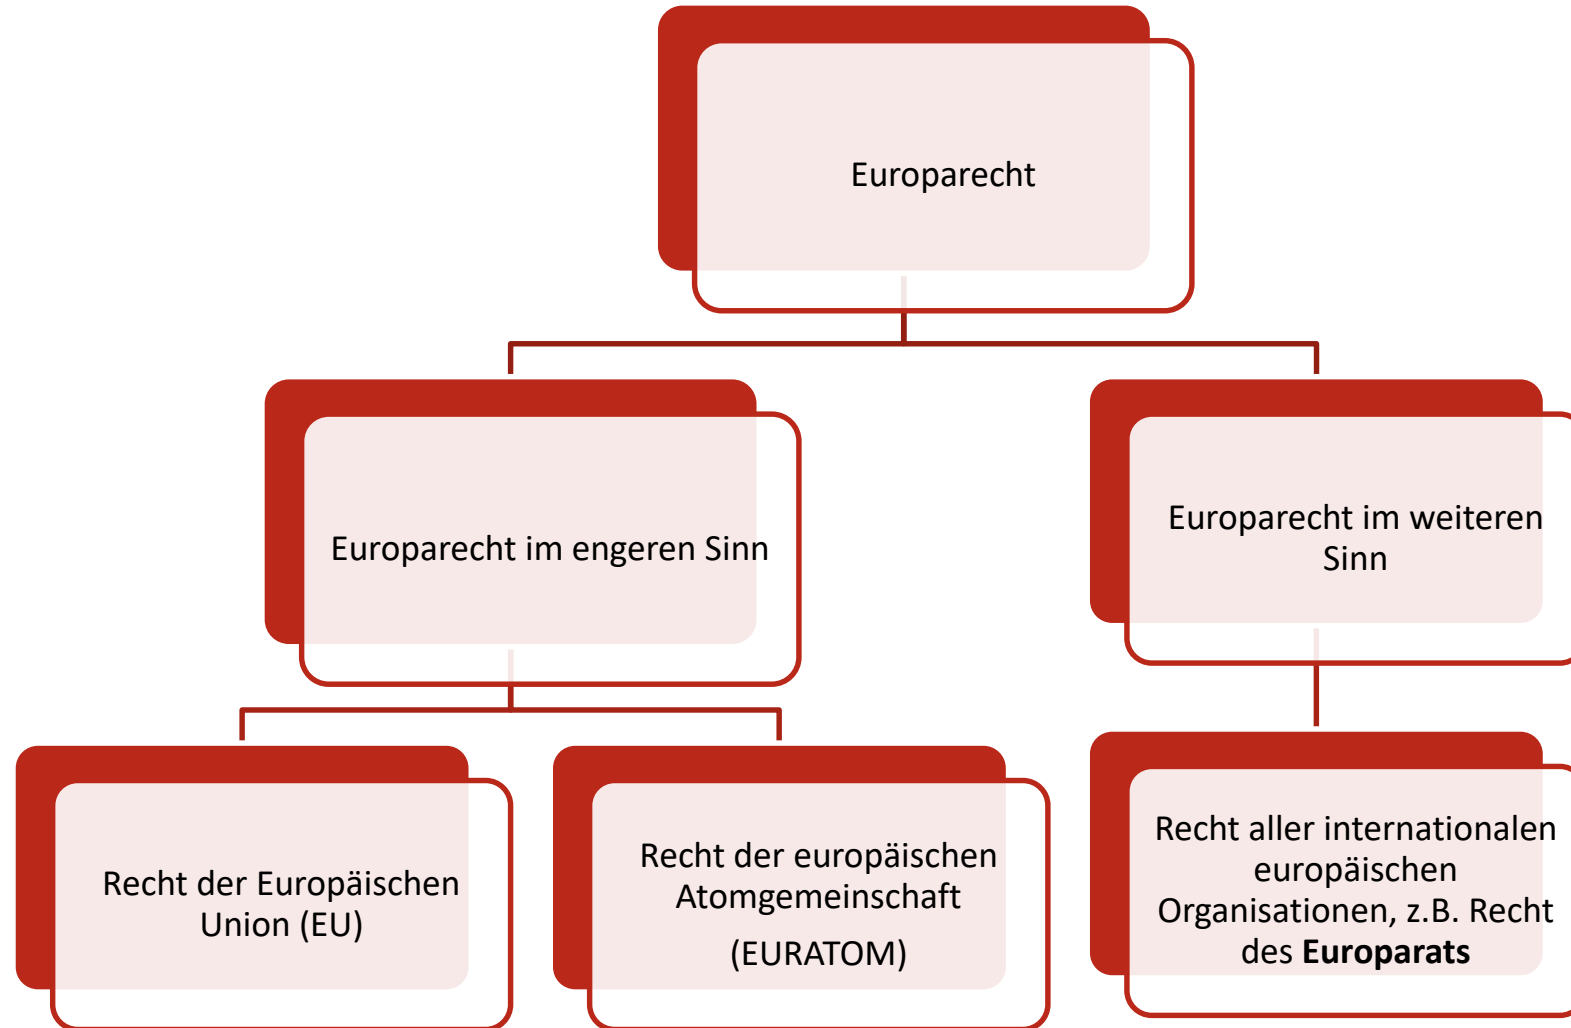 Europarecht
Europarecht im engeren Sinn
Europarecht im weiteren
Sinn
Recht der Europäischen
Union (EU)
Recht der europäischen
Atomgemeinschaft
(EURATOM)
Recht aller internationalen
europäischen
Organisationen, z.B. Recht
des Europarats